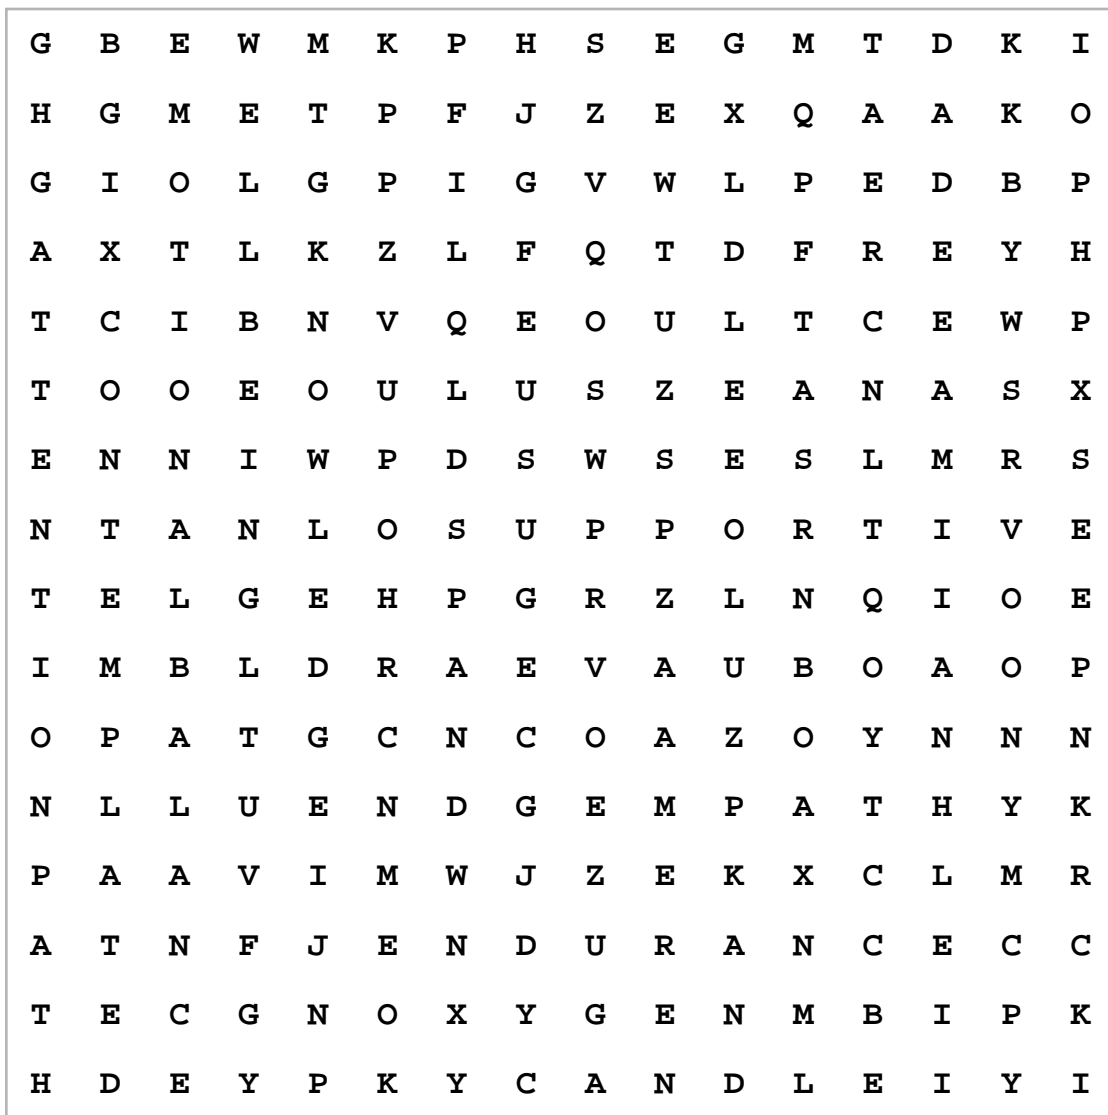 G B E W M K P H S E G M T D K I
H G M E T P F J Z E X Q A A K O
G I O L G P I G V W L P E D B P
A X T L K Z L F Q T D F R E Y H
T C I B N V Q E O U L T C E W P
T O O E O U L U S Z E A N A S X
E N N I W P D S W S E S L M R S
N T A N L O S U P P O R T I V E
T E L G E H P G R Z L N Q I O E
I M B L D R A E V A U B O A O P
O P A T G C N C O A Z O Y N N N
N L L U E N D G E M P A T H Y K
P A A V I M W J Z E K X C L M R
A T N F J E N D U R A N C E C C
T E C G N O X Y G E N M B I P K
H D E Y P K Y C A N D L E I Y I